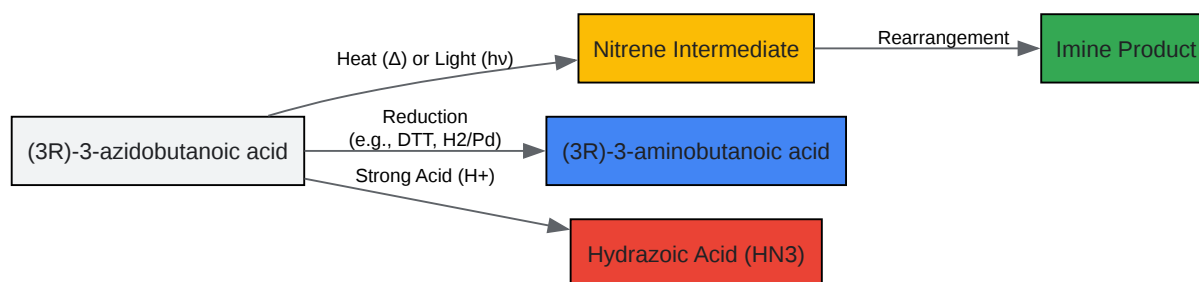 Nitrene Intermediate
Rearrangement
Imine Product
Heat (Δ) or Light (hν)
(3R)-3-azidobutanoic acid
Reduction
(e.g., DTT, H2/Pd)
(3R)-3-aminobutanoic acid
Strong Acid (H+)
Hydrazoic Acid (HN3)